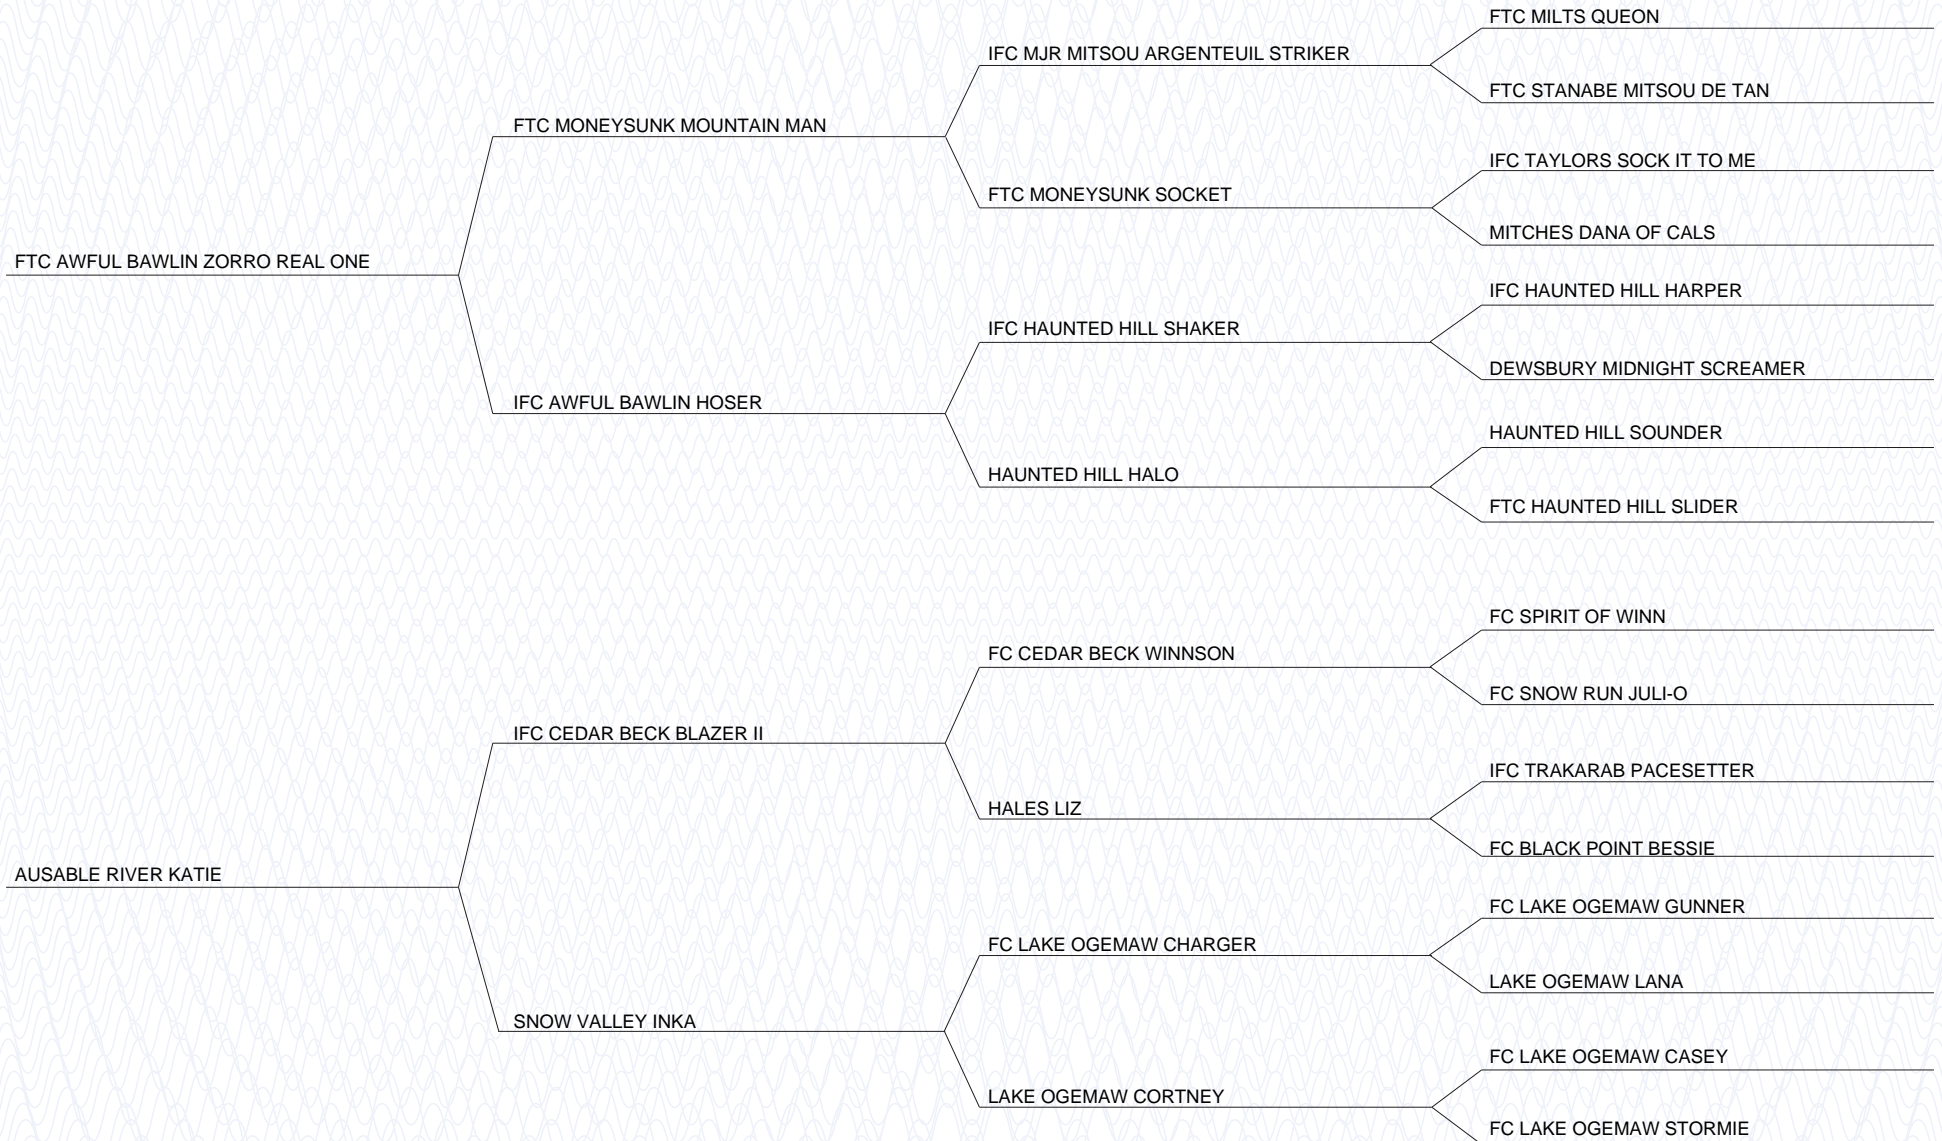 FTC MILTS QUEON
IFC MJR MITSOU ARGENTEUIL STRIKER
FTC STANABE MITSOU DE TAN
FTC MONEYSUNK MOUNTAIN MAN
IFC TAYLORS SOCK IT TO ME
FTC MONEYSUNK SOCKET
MITCHES DANA OF CALS
FTC AWFUL BAWLIN ZORRO REAL ONE
IFC HAUNTED HILL HARPER
IFC HAUNTED HILL SHAKER
DEWSBURY MIDNIGHT SCREAMER
IFC AWFUL BAWLIN HOSER
HAUNTED HILL SOUNDER
HAUNTED HILL HALO
FTC HAUNTED HILL SLIDER
FC SPIRIT OF WINN
FC CEDAR BECK WINNSON
FC SNOW RUN JULI-O
IFC CEDAR BECK BLAZER II
IFC TRAKARAB PACESETTER
HALES LIZ
FC BLACK POINT BESSIE
AUSABLE RIVER KATIE
FC LAKE OGEMAW GUNNER
FC LAKE OGEMAW CHARGER
LAKE OGEMAW LANA
SNOW VALLEY INKA
FC LAKE OGEMAW CASEY
LAKE OGEMAW CORTNEY
FC LAKE OGEMAW STORMIE